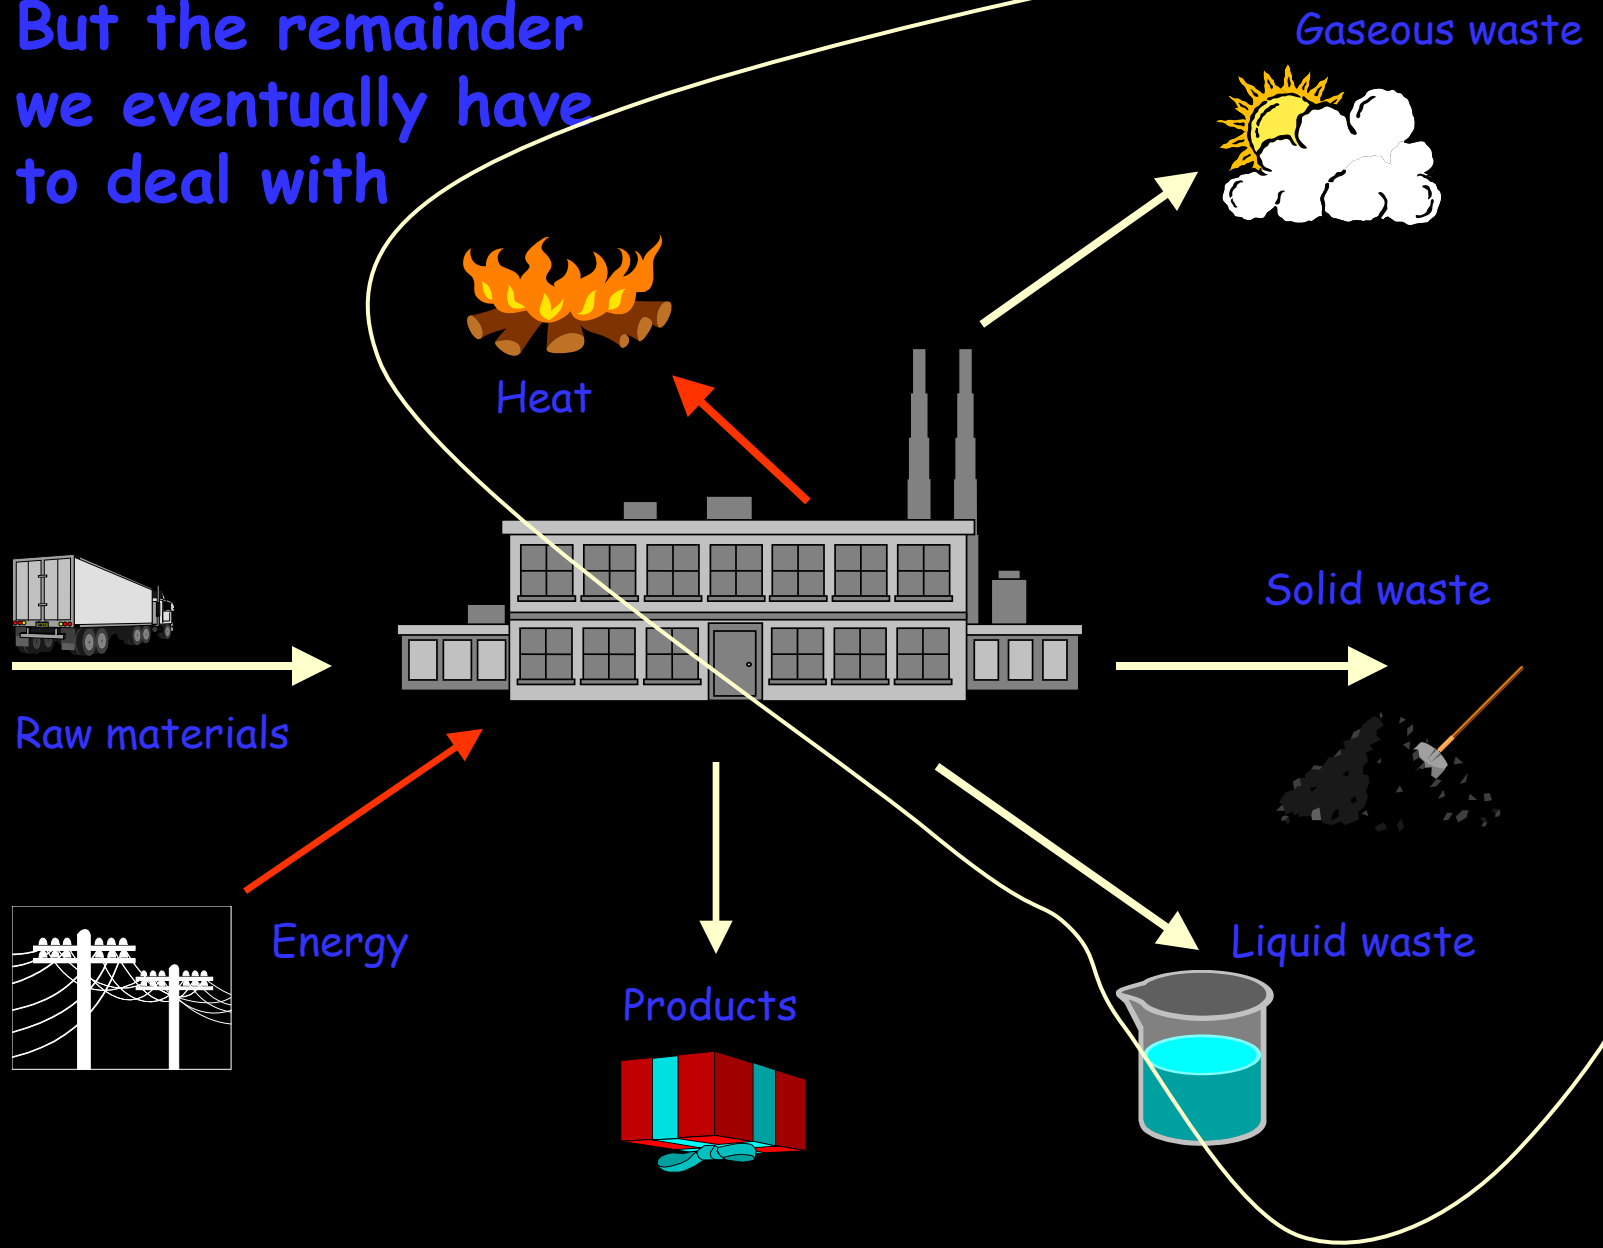 But the remainder
we eventually have
to deal with
Gaseous waste
Heat
Solid waste
Raw materials
Energy
Liquid waste
Products